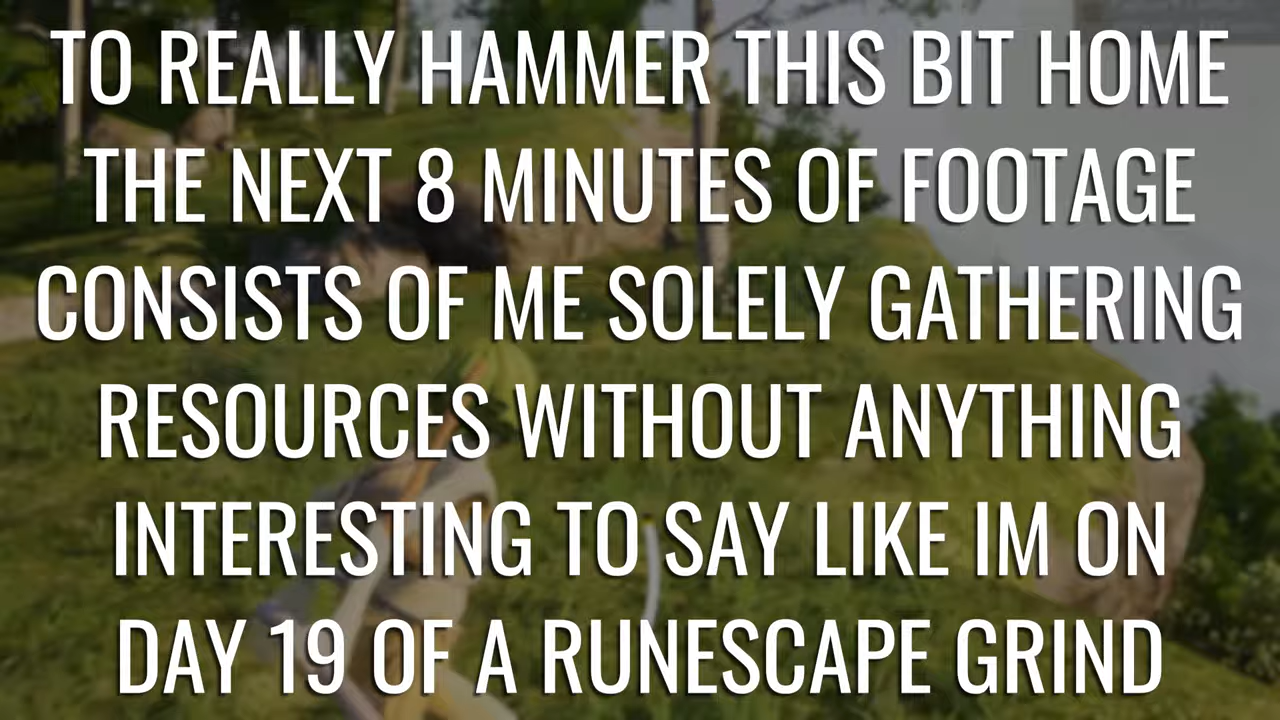 TO REALLY HAMMER THIS BIT HOME
THE NEXT 8 MINUTES OF FOOTAGE
CONSISTS OF ME SOLELY GATHERING
RESOURCES WITHOUT ANYTHING
INTERESTING TO SAY LIKE IM ON
DAY 19 OF A RUNESCAPE GRIND